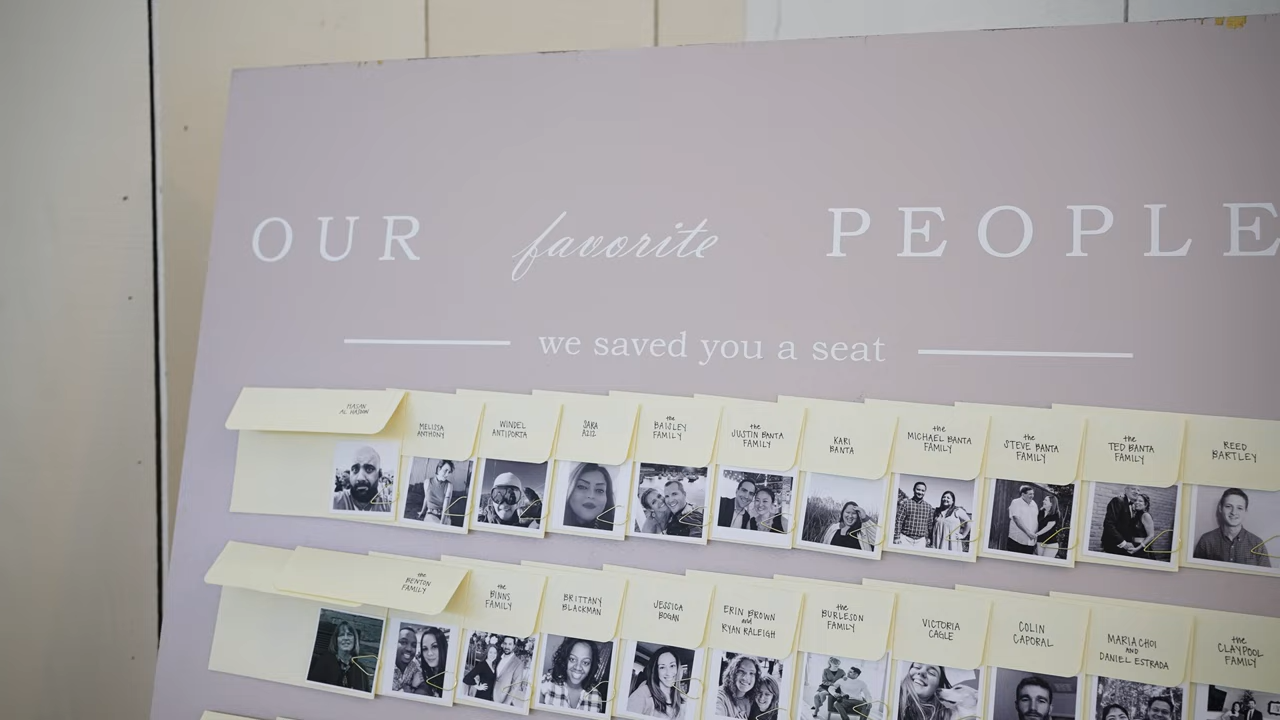 OUR favorite PEOPLE
we saved you a seat
MELISSA
ANTHONY
WINDEL
ANTIPORTA
SARA
AZIZ
the
BAISLEY
FAMILY
the
JUSTIN BANTA
FAMILY
KARI
BANTA
the
MICHAEL BANTA
FAMILY
the
STEVE BANTA
FAMILY
the
TED BANTA
FAMILY
REED
BARTLEY
the
BENTON
FAMILY
the
BINNS
FAMILY
BRITTANY
BLACKMAN
JESSICA
BOGAN
ERIN BROWN
and
RYAN RALEIGH
the
BURLESON
FAMILY
VICTORIA
CAGLE
COLIN
CAPORAL
MARIA CHOI
AND
DANIEL ESTRADA
the
CLAYPOOL
FAMILY